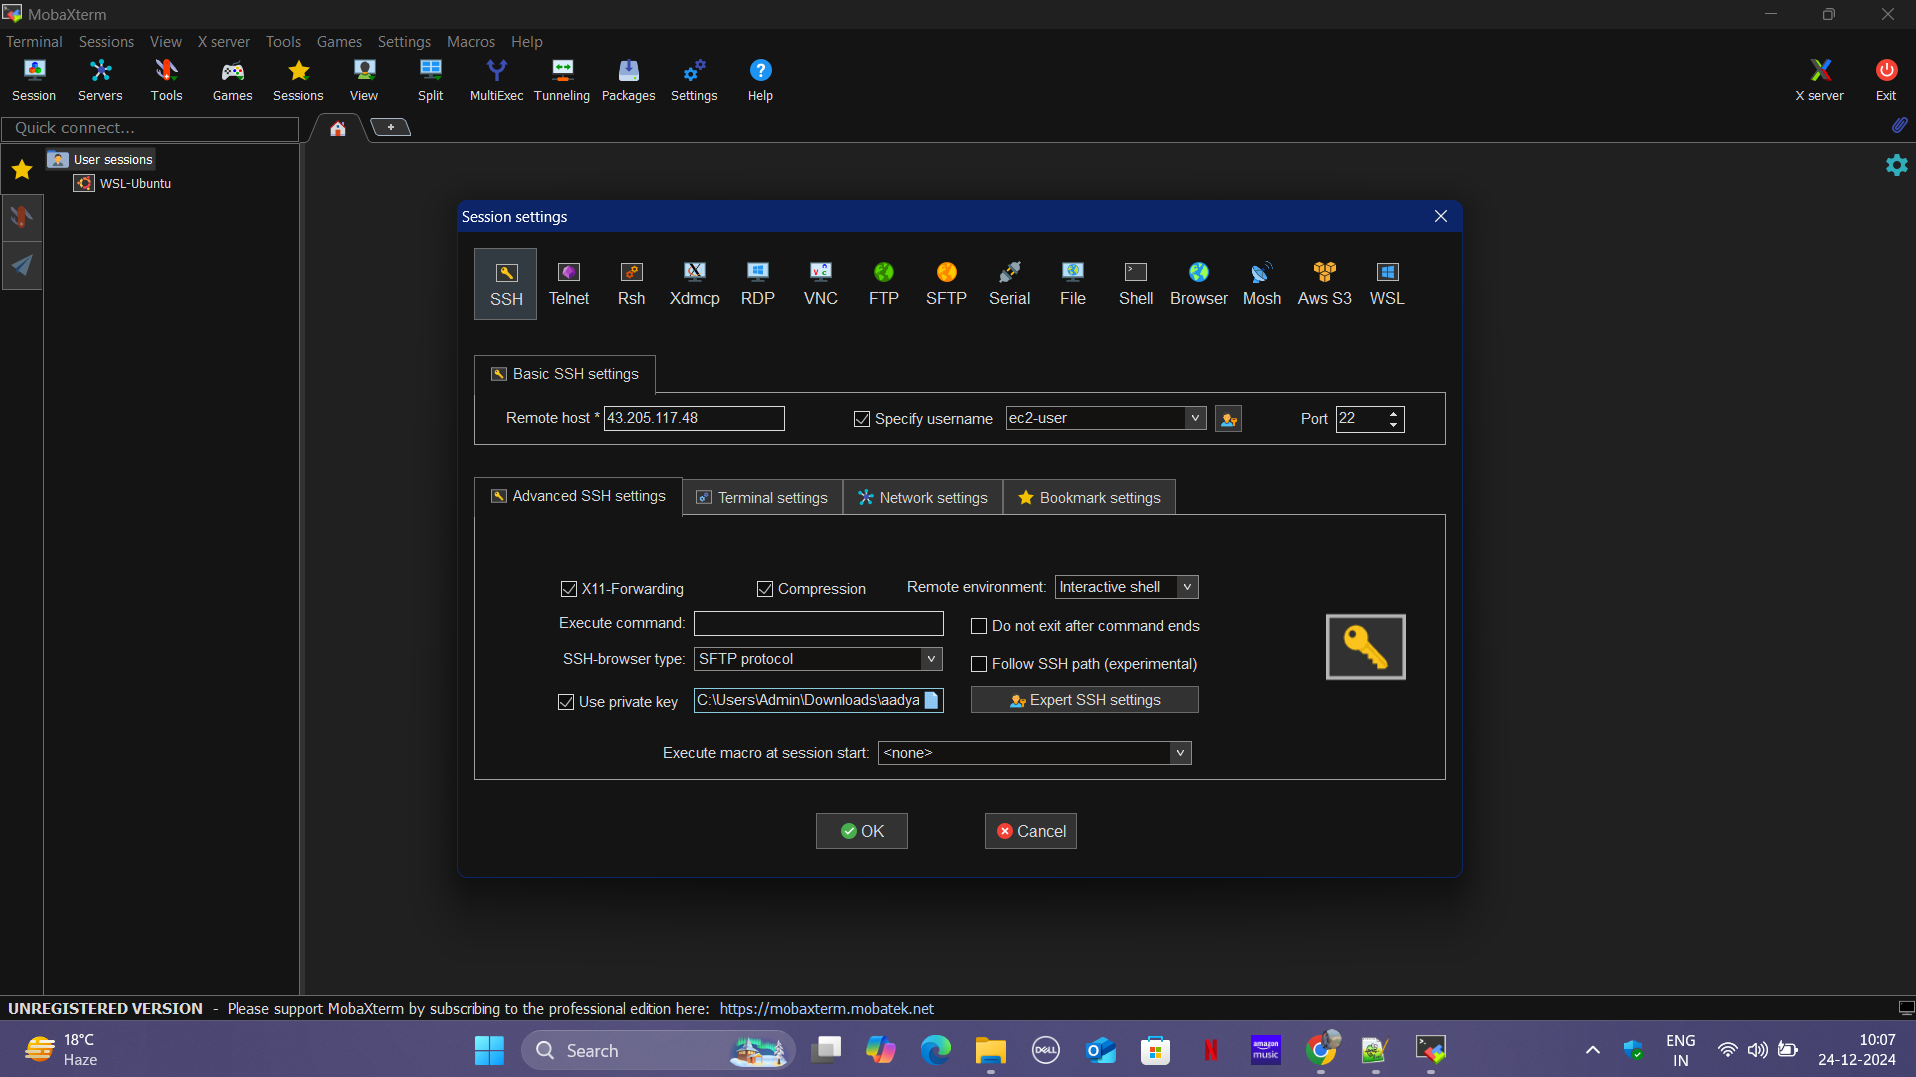 MobaXterm
Terminal Sessions View X server Tools Games Settings Macros Help
Session Servers Tools Games Sessions View Split MultiExec Tunneling Packages Settings Help X server Exit
Quick connect...
+
User sessions
WSL-Ubuntu
Session settings
SSH Telnet Rsh Xdmcp RDP VNC FTP SFTP Serial File Shell Browser Mosh Aws S3 WSL
Basic SSH settings
Remote host * 43.205.117.48 Specify username ec2-user Port 22
Advanced SSH settings Terminal settings Network settings Bookmark settings
X11-Forwarding Compression Remote environment: Interactive shell
Execute command: Do not exit after command ends
SSH-browser type: SFTP protocol Follow SSH path (experimental)
Use private key C:\Users\Admin\Downloads\aadya Expert SSH settings
Execute macro at session start: <none>
OK Cancel
UNREGISTERED VERSION - Please support MobaXterm by subscribing to the professional edition here: https://mobaxterm.mobatek.net
18°C
Haze
Search
DELL
amazon music
ENG
IN
10:07
24-12-2024